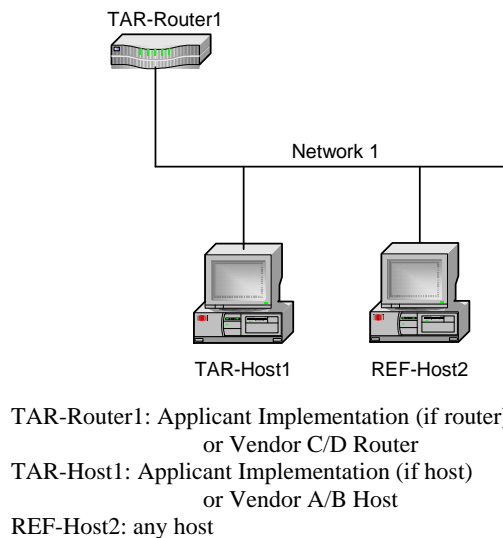 TAR-Router1
Network 1
TAR-Host1
REF-Host2
TAR-Router1: Applicant Implementation (if router)
or Vendor C/D Router
TAR-Host1: Applicant Implementation (if host)
or Vendor A/B Host
REF-Host2: any host